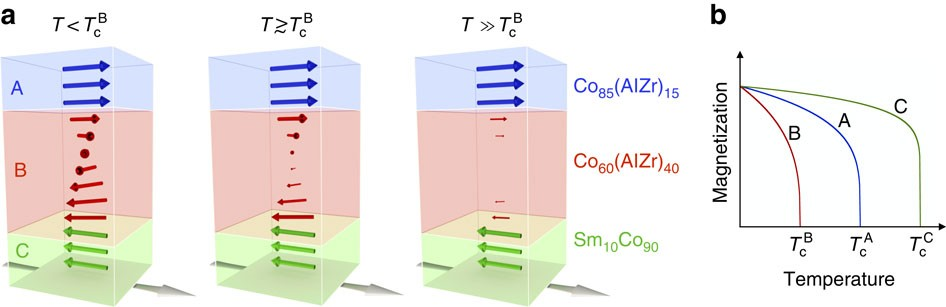 a
T < T_c^B
T ≳ T_c^B
T ≫ T_c^B
A
B
C
Co₈₅(AlZr)₁₅
Co₆₀(AlZr)₄₀
Sm₁₀Co₉₀
b
Magnetization
B
A
C
T_c^B
T_c^A
T_c^C
Temperature